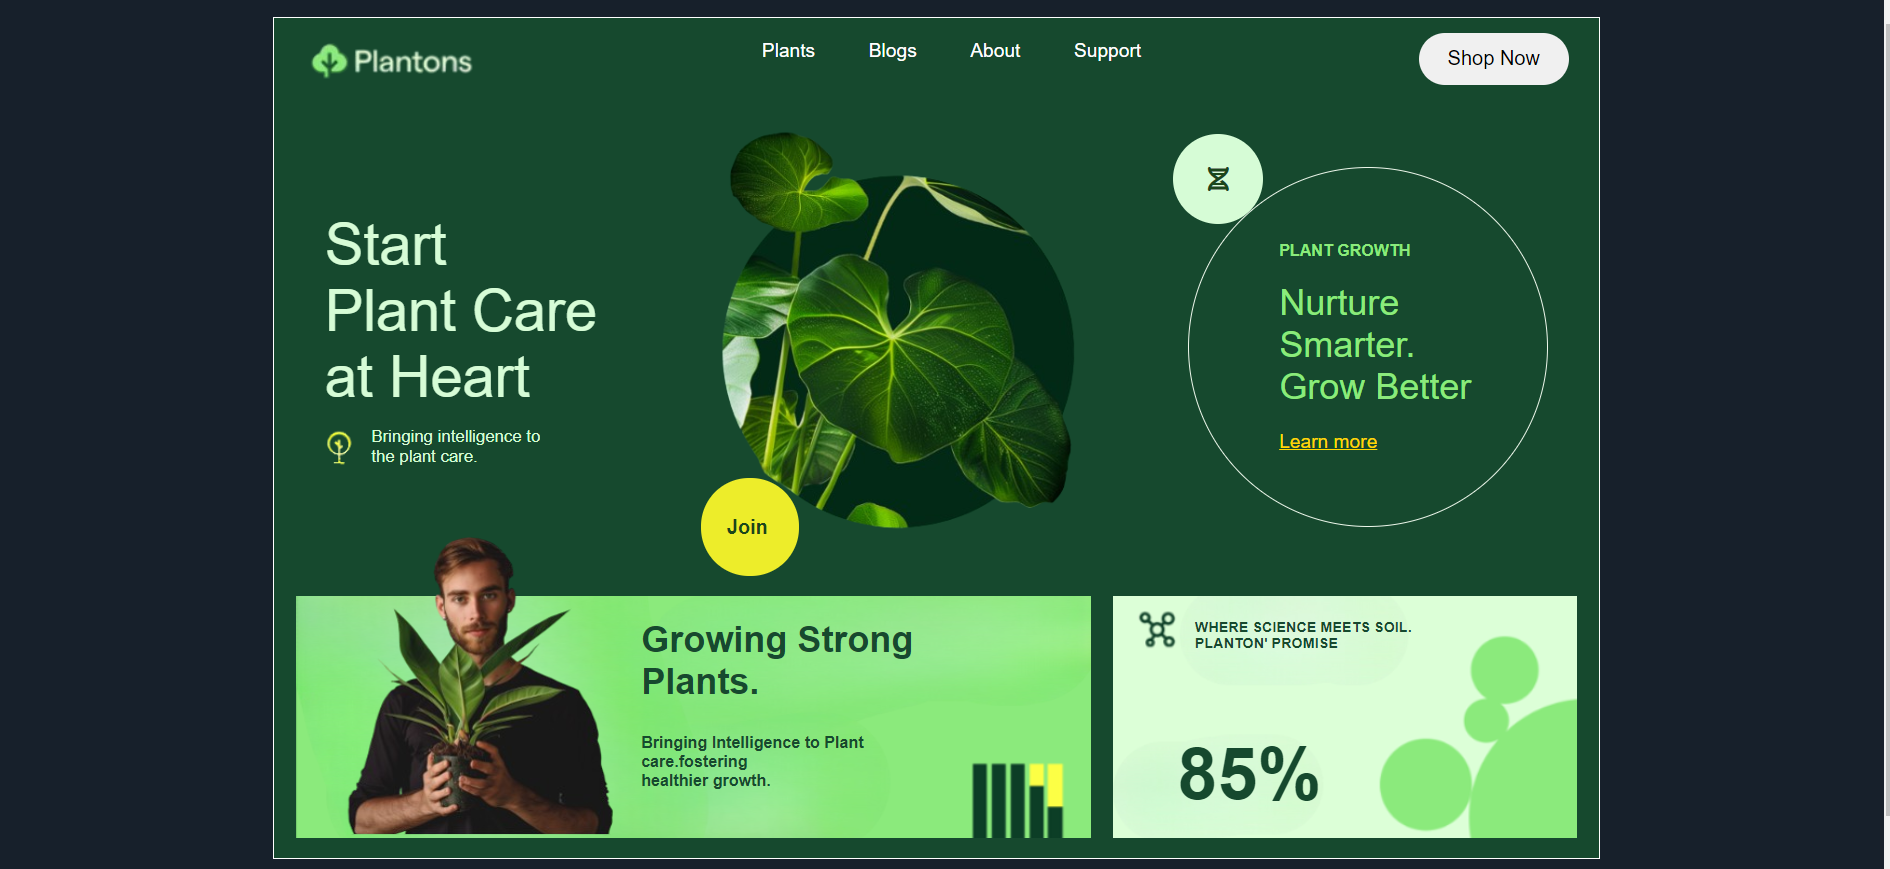 Plantons
Plants
Blogs
About
Support
Shop Now
Start
Plant Care
at Heart
Bringing intelligence to
the plant care.
Join
PLANT GROWTH
Nurture
Smarter.
Grow Better
Learn more
Growing Strong
Plants.
Bringing Intelligence to Plant
care.fostering
healthier growth.
WHERE SCIENCE MEETS SOIL.
PLANTON' PROMISE
85%